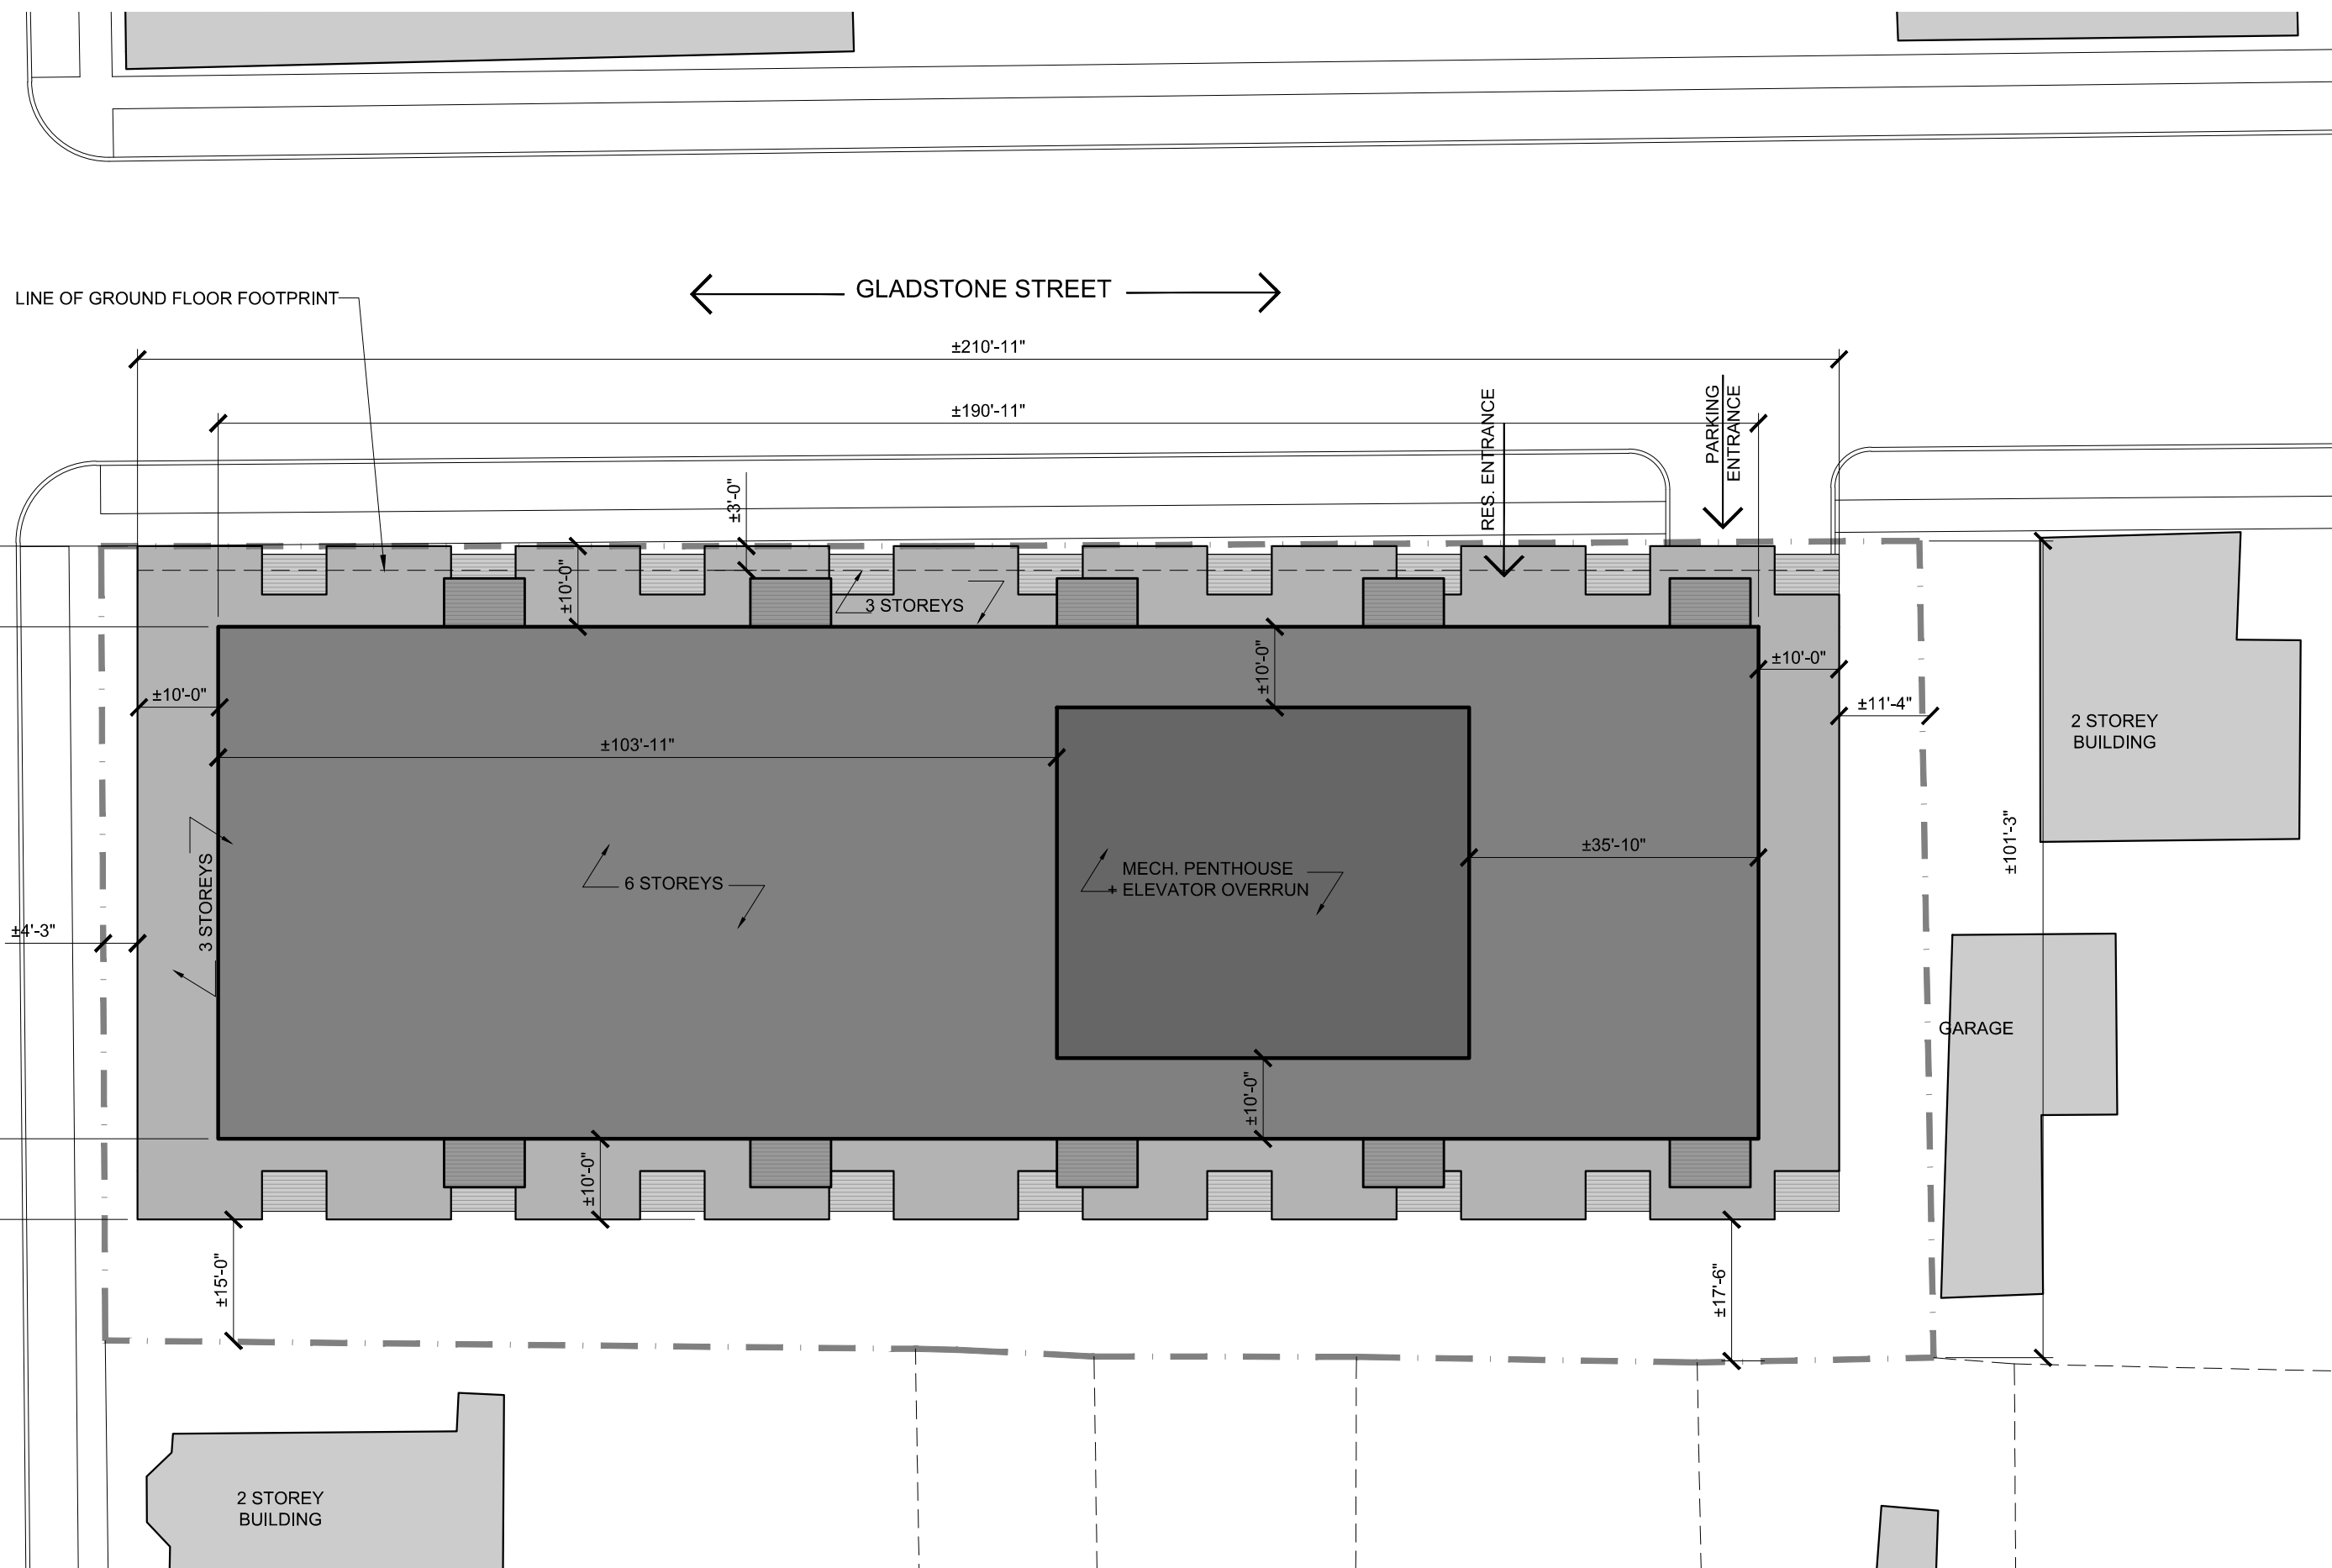 LINE OF GROUND FLOOR FOOTPRINT
GLADSTONE STREET
±210'-11"
±190'-11"
RES. ENTRANCE
PARKING
ENTRANCE
±3'-0"
±10'-0"
3 STOREYS
±10'-0"
±10'-0"
±10'-0"
±11'-4"
±103'-11"
2 STOREY
BUILDING
3 STOREYS
6 STOREYS
MECH. PENTHOUSE
+ ELEVATOR OVERRUN
±35'-10"
±101'-3"
±4'-3"
GARAGE
±10'-0"
±10'-0"
±15'-0"
±17'-6"
2 STOREY
BUILDING